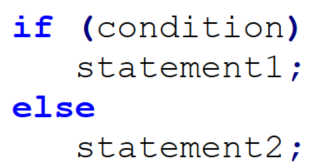 if (condition)
statement1;
else
statement2;